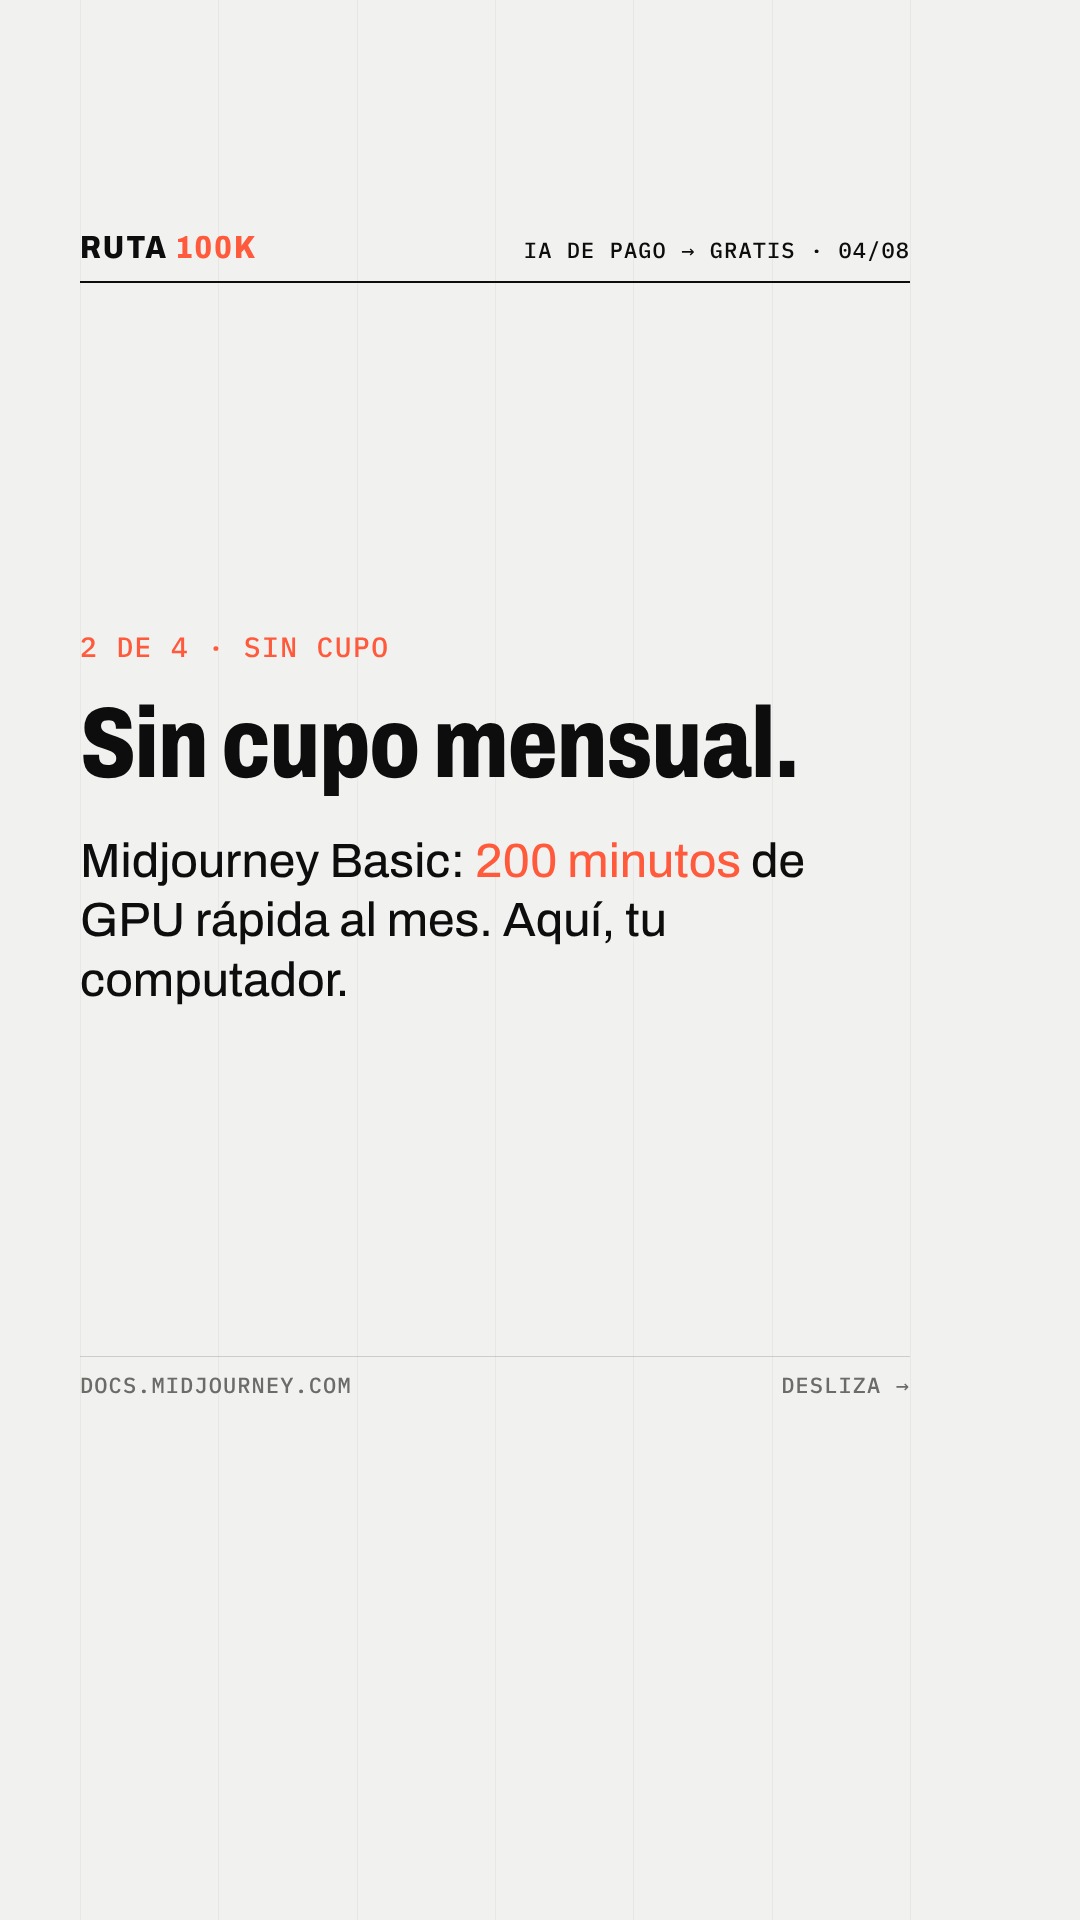 RUTA 100K
IA DE PAGO → GRATIS · 04/08
2 DE 4 · SIN CUPO
Sin cupo mensual.
Midjourney Basic: 200 minutos de
GPU rápida al mes. Aquí, tu
computador.
DOCS.MIDJOURNEY.COM
DESLIZA →